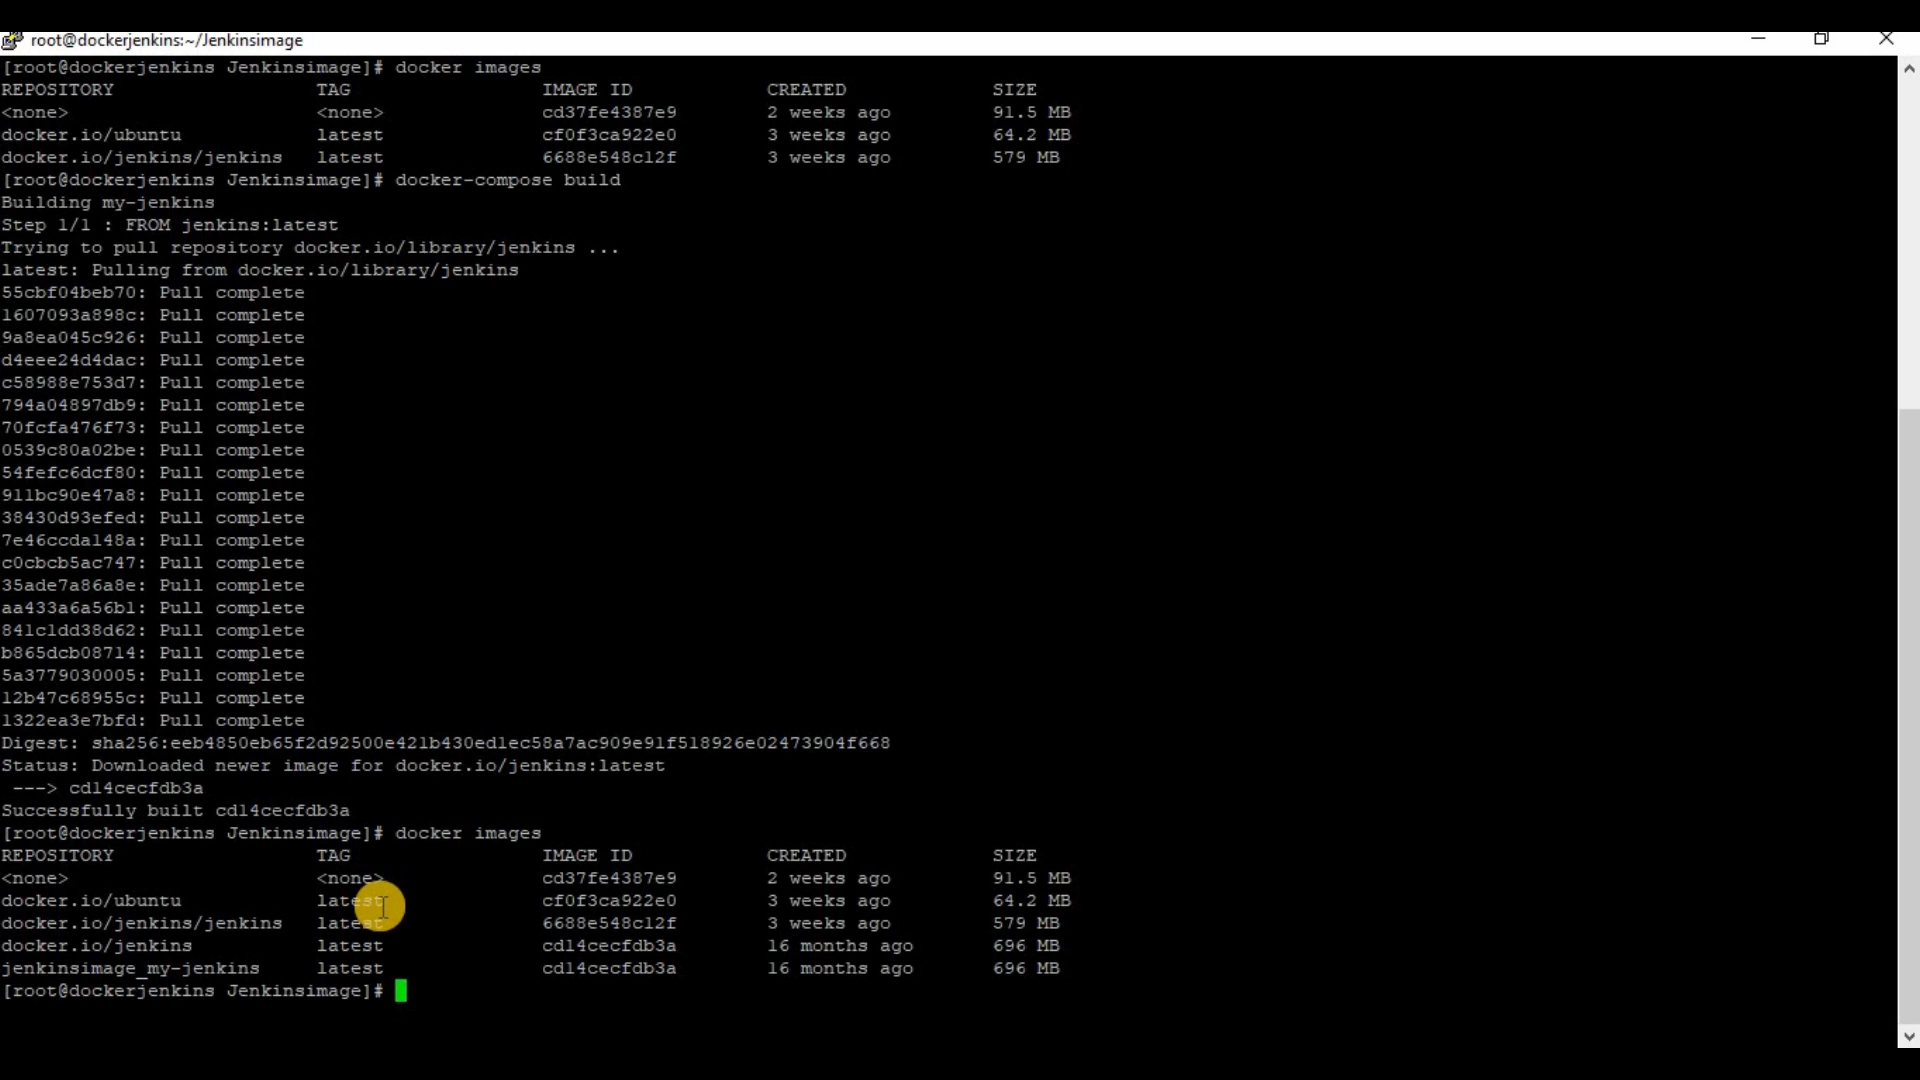 root@dockerjenkins:~/Jenkinsimage
[root@dockerjenkins Jenkinsimage]# docker images
REPOSITORY TAG IMAGE ID CREATED SIZE
<none> <none> cd37fe4387e9 2 weeks ago 91.5 MB
docker.io/ubuntu latest cf0f3ca922e0 3 weeks ago 64.2 MB
docker.io/jenkins/jenkins latest 6688e548c12f 3 weeks ago 579 MB
[root@dockerjenkins Jenkinsimage]# docker-compose build
Building my-jenkins
Step 1/1 : FROM jenkins:latest
Trying to pull repository docker.io/library/jenkins ...
latest: Pulling from docker.io/library/jenkins
55cbf04beb70: Pull complete
1607093a898c: Pull complete
9a8ea045c926: Pull complete
d4eee24d4dac: Pull complete
c58988e753d7: Pull complete
794a04897db9: Pull complete
70fcfa476f73: Pull complete
0539c80a02be: Pull complete
54fefc6dcf80: Pull complete
911bc90e47a8: Pull complete
38430d93efed: Pull complete
7e46ccda148a: Pull complete
c0cbcb5ac747: Pull complete
35ade7a86a8e: Pull complete
aa433a6a56b1: Pull complete
841c1dd38d62: Pull complete
b865dcb08714: Pull complete
5a3779030005: Pull complete
12b47c68955c: Pull complete
1322ea3e7bfd: Pull complete
Digest: sha256:eeb4850eb65f2d92500e421b430ed1ec58a7ac909e91f518926e02473904f668
Status: Downloaded newer image for docker.io/jenkins:latest
---> cd14cecfdb3a
Successfully built cd14cecfdb3a
[root@dockerjenkins Jenkinsimage]# docker images
REPOSITORY TAG IMAGE ID CREATED SIZE
<none> <none> cd37fe4387e9 2 weeks ago 91.5 MB
docker.io/ubuntu latest cf0f3ca922e0 3 weeks ago 64.2 MB
docker.io/jenkins/jenkins latest 6688e548c12f 3 weeks ago 579 MB
docker.io/jenkins latest cd14cecfdb3a 16 months ago 696 MB
jenkinsimage_my-jenkins latest cd14cecfdb3a 16 months ago 696 MB
[root@dockerjenkins Jenkinsimage]#